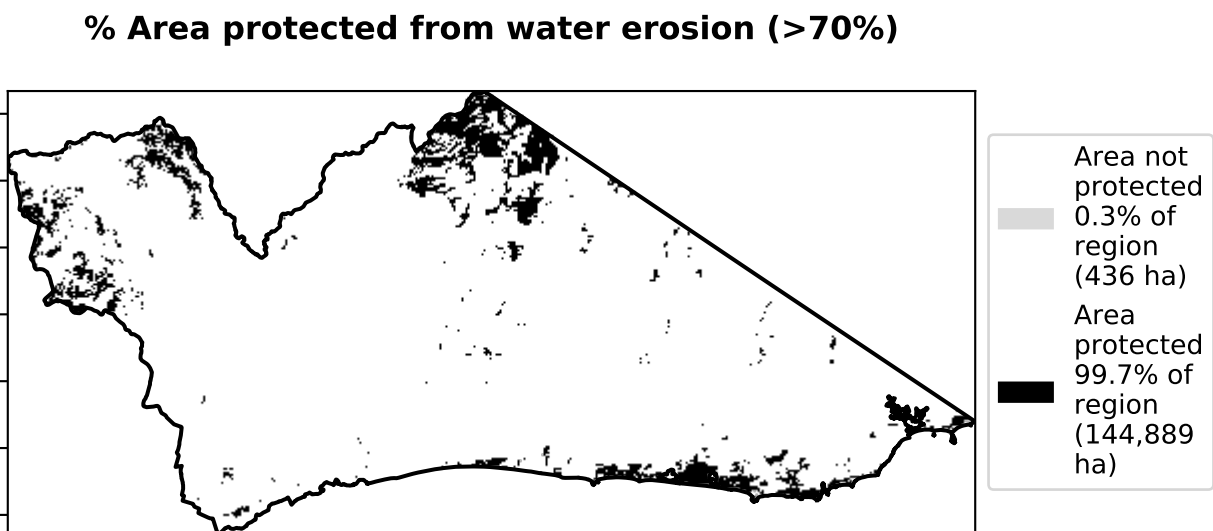 % Area protected from water erosion (>70%)
Area not
protected
0.3% of
region
(436 ha)
Area
protected
99.7% of
region
(144,889
ha)